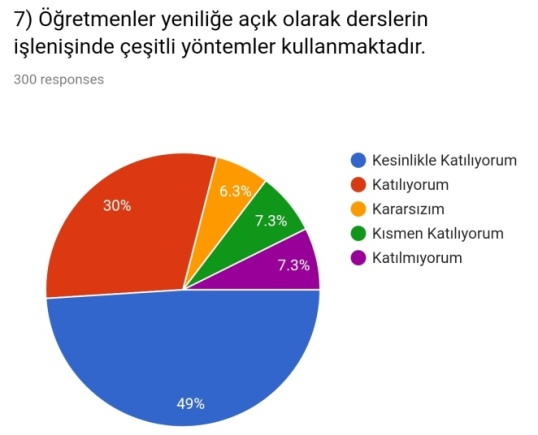 7) Öğretmenler yeniliğe açık olarak derslerin
işlenişinde çeşitli yöntemler kullanmaktadır.
300 responses
Kesinlikle Katılıyorum
Katılıyorum
Kararsızım
Kısmen Katılıyorum
Katılmıyorum
30%
6.3%
7.3%
7.3%
49%